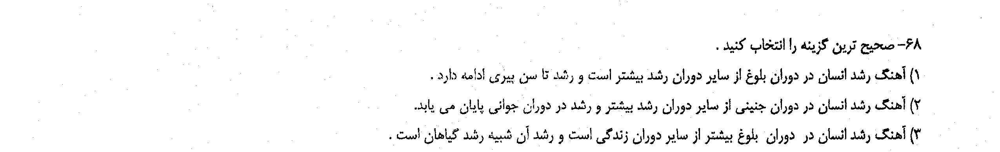 ۶۸- صحیح ترین گزینه را انتخاب کنید .
۱) آهنگ رشد انسان در دوران بلوغ از سایر دوران رشد بیشتر است و رشد تا سن پیری ادامه دارد .
۲) آهنگ رشد انسان در دوران جنینی از سایر دوران رشد بیشتر و رشد در دوران جوانی پایان می یابد.
۳) آهنگ رشد انسان در دوران بلوغ بیشتر از سایر دوران زندگی است و رشد آن شبیه رشد گیاهان است .